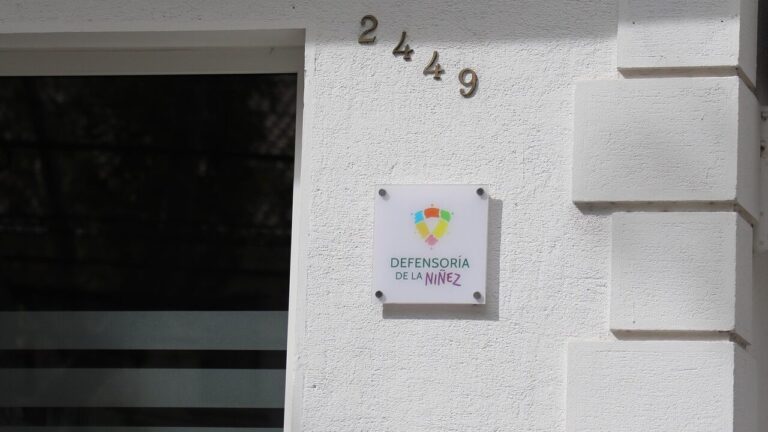 2449
DEFENSORÍA
DE LA NIÑEZ